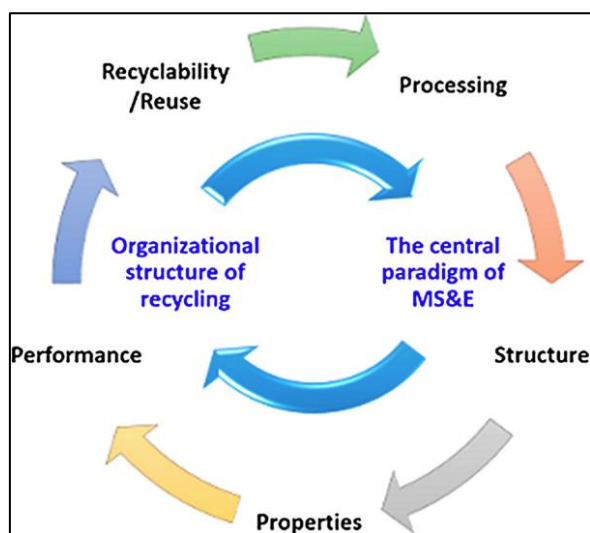 Recyclability
/Reuse
Processing
Organizational
structure of
recycling
The central
paradigm of
MS&E
Performance
Structure
Properties